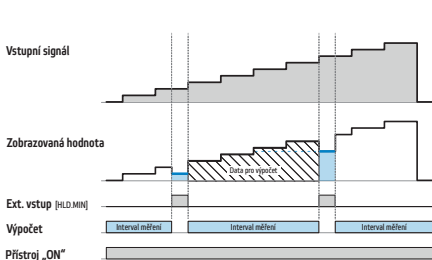 Vstupní signál
Zobrazovaná hodnota
Data pro výpočet
Ext. vstup [HLD.MIN]
Výpočet
Interval měření Interval měření Interval měření
Přístroj „ON“